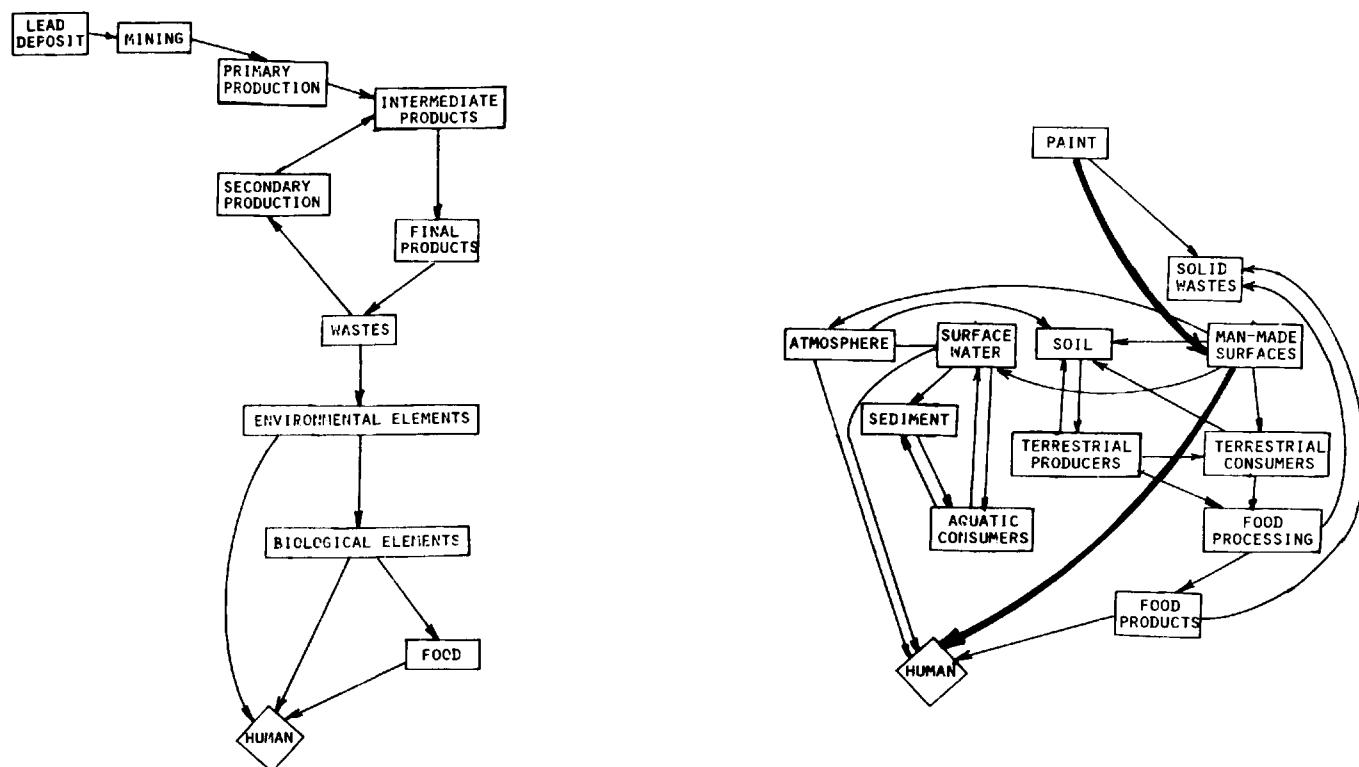 LEAD
DEPOSIT
MINING
PRIMARY
PRODUCTION
INTERMEDIATE
PRODUCTS
SECONDARY
PRODUCTION
FINAL
PRODUCTS
WASTES
ENVIRONMENTAL ELEMENTS
BIOLOGICAL ELEMENTS
FOOD
HUMAN
PAINT
SOLID
WASTES
ATMOSPHERE
SURFACE
WATER
SOIL
MAN-MADE
SURFACES
SEDIMENT
TERRESTRIAL
PRODUCERS
TERRESTRIAL
CONSUMERS
AQUATIC
CONSUMERS
FOOD
PROCESSING
FOOD
PRODUCTS
HUMAN